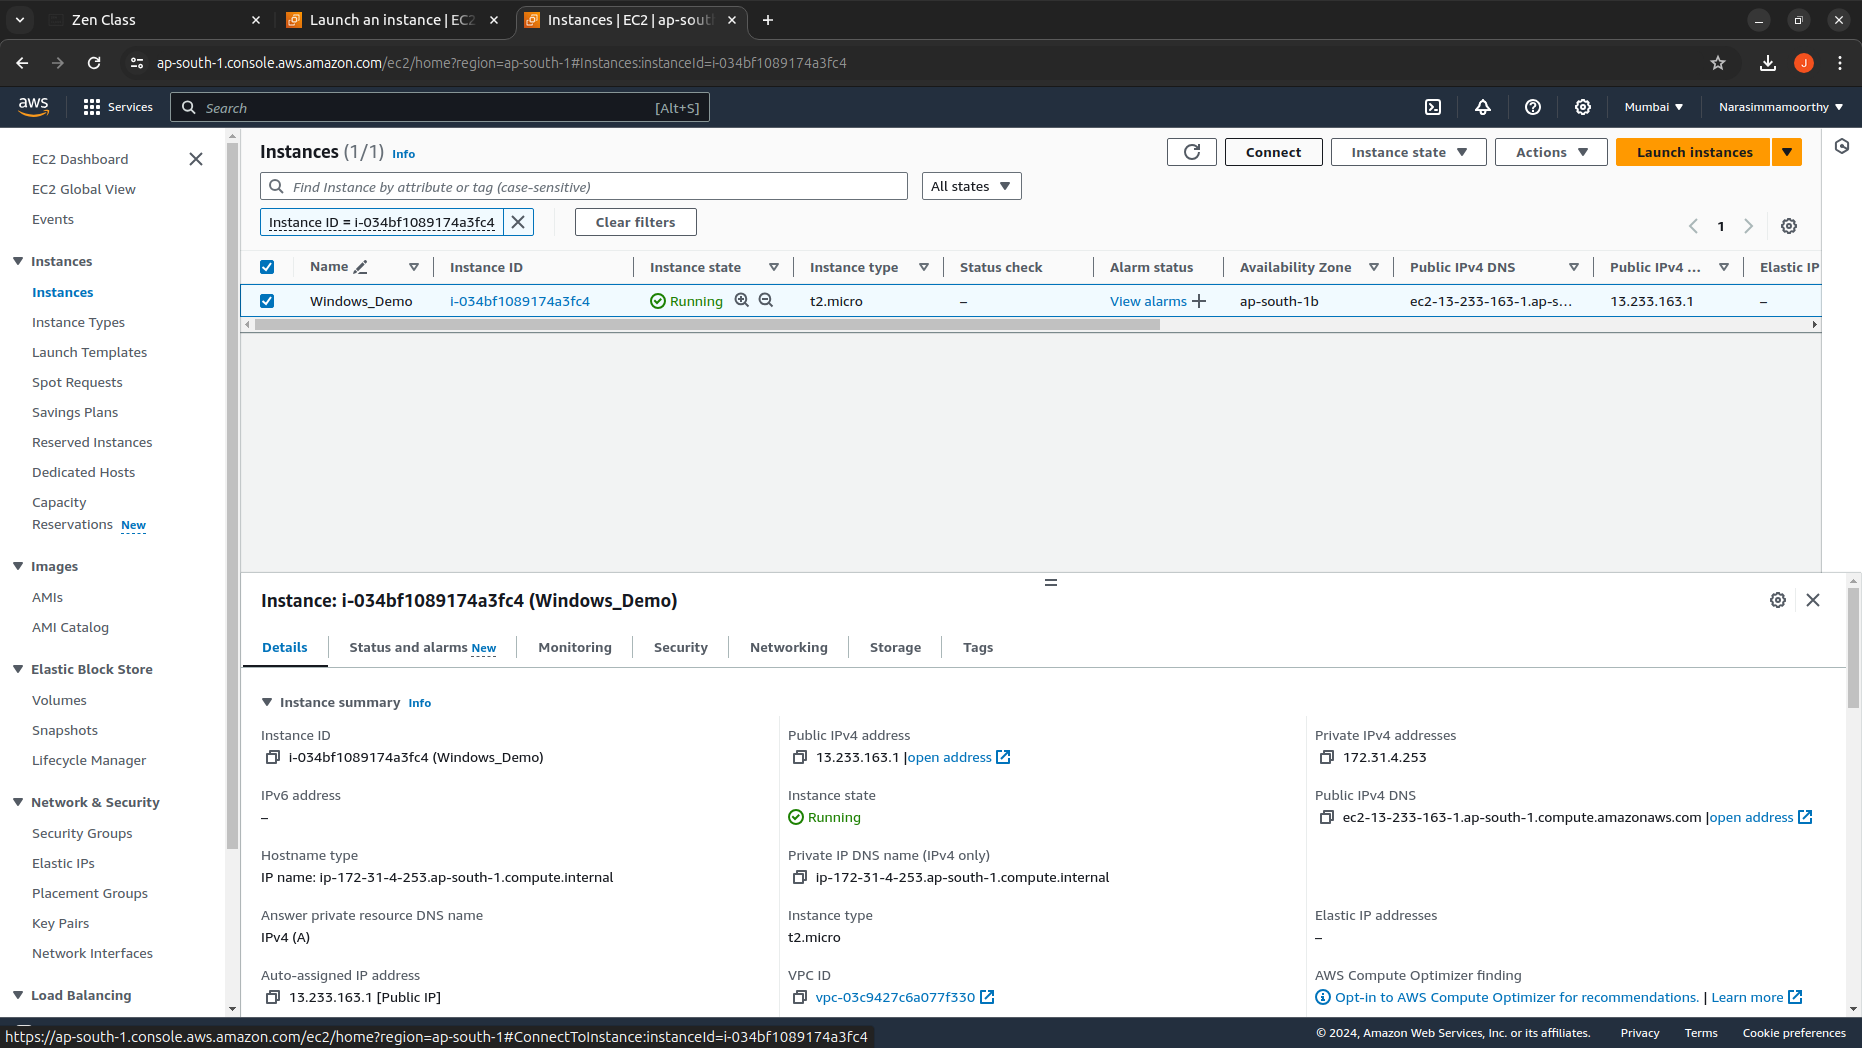 Zen Class
Launch an instance | EC2
Instances | EC2 | ap-sout
ap-south-1.console.aws.amazon.com/ec2/home?region=ap-south-1#Instances:instanceId=i-034bf1089174a3fc4
J
aws
Services
Search
[Alt+S]
Mumbai
Narasimmamoorthy
EC2 Dashboard
EC2 Global View
Events
Instances
Instances
Instance Types
Launch Templates
Spot Requests
Savings Plans
Reserved Instances
Dedicated Hosts
Capacity
Reservations New
Images
AMIs
AMI Catalog
Elastic Block Store
Volumes
Snapshots
Lifecycle Manager
Network & Security
Security Groups
Elastic IPs
Placement Groups
Key Pairs
Network Interfaces
Load Balancing
Instances (1/1) Info
Connect
Instance state
Actions
Launch instances
Find Instance by attribute or tag (case-sensitive)
All states
Instance ID = i-034bf1089174a3fc4
Clear filters
1
Name Instance ID Instance state Instance type Status check Alarm status Availability Zone Public IPv4 DNS Public IPv4 ... Elastic IP
Windows_Demo i-034bf1089174a3fc4 Running t2.micro – View alarms + ap-south-1b ec2-13-233-163-1.ap-s... 13.233.163.1 –
Instance: i-034bf1089174a3fc4 (Windows_Demo)
Details
Status and alarms New
Monitoring
Security
Networking
Storage
Tags
Instance summary Info
Instance ID
i-034bf1089174a3fc4 (Windows_Demo)
Public IPv4 address
13.233.163.1 |open address
Private IPv4 addresses
172.31.4.253
IPv6 address
–
Instance state
Running
Public IPv4 DNS
ec2-13-233-163-1.ap-south-1.compute.amazonaws.com |open address
Hostname type
IP name: ip-172-31-4-253.ap-south-1.compute.internal
Private IP DNS name (IPv4 only)
ip-172-31-4-253.ap-south-1.compute.internal
Answer private resource DNS name
IPv4 (A)
Instance type
t2.micro
Elastic IP addresses
–
Auto-assigned IP address
13.233.163.1 [Public IP]
VPC ID
vpc-03c9427c6a077f330
AWS Compute Optimizer finding
Opt-in to AWS Compute Optimizer for recommendations. | Learn more
https://ap-south-1.console.aws.amazon.com/ec2/home?region=ap-south-1#ConnectToInstance:instanceId=i-034bf1089174a3fc4
© 2024, Amazon Web Services, Inc. or its affiliates.
Privacy
Terms
Cookie preferences